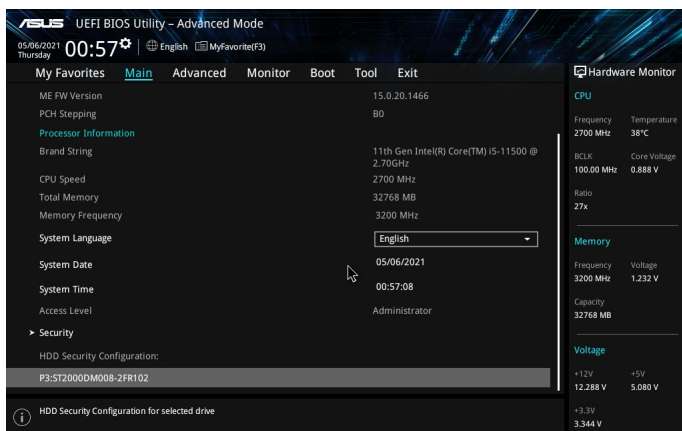 ASUS UEFI BIOS Utility – Advanced Mode
05/06/2021
Thursday
00:57
English
MyFavorite(F3)
My Favorites Main Advanced Monitor Boot Tool Exit
ME FW Version 15.0.20.1466
PCH Stepping B0
Processor Information
Brand String 11th Gen Intel(R) Core(TM) i5-11500 @
2.70GHz
CPU Speed 2700 MHz
Total Memory 32768 MB
Memory Frequency 3200 MHz
System Language English
System Date 05/06/2021
System Time 00:57:08
Access Level Administrator
Security
HDD Security Configuration:
P3:ST2000DM008-2FR102
HDD Security Configuration for selected drive
Hardware Monitor
CPU
Frequency Temperature
2700 MHz 38°C
BCLK Core Voltage
100.00 MHz 0.888 V
Ratio
27x
Memory
Frequency Voltage
3200 MHz 1.232 V
Capacity
32768 MB
Voltage
+12V +5V
12.288 V 5.080 V
+3.3V
3.344 V